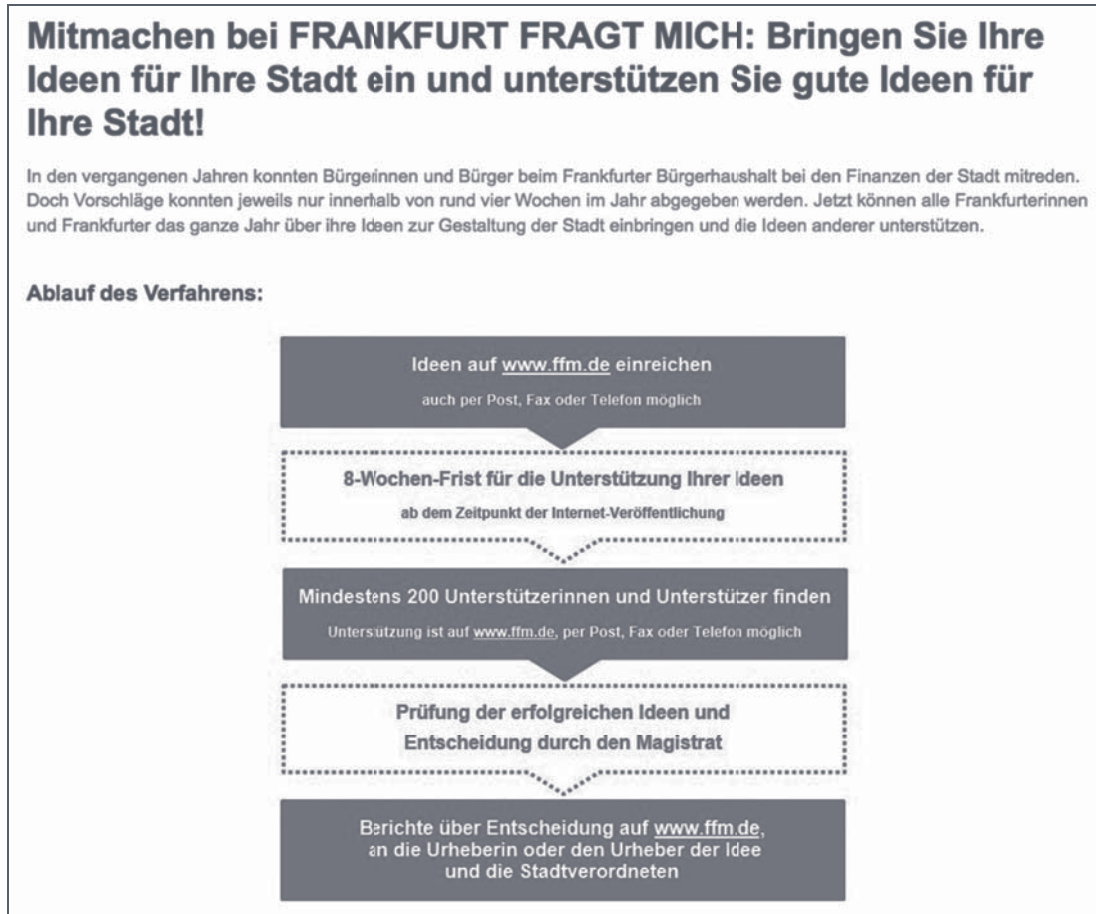 Mitmachen bei FRANKFURT FRAGT MICH: Bringen Sie Ihre
Ideen für Ihre Stadt ein und unterstützen Sie gute Ideen für
Ihre Stadt!
In den vergangenen Jahren konnten Bürgerinnen und Bürger beim Frankfurter Bürgerhaushalt bei den Finanzen der Stadt mitreden.
Doch Vorschläge konnten jeweils nur innerhalb von rund vier Wochen im Jahr abgegeben werden. Jetzt können alle Frankfurterinnen
und Frankfurter das ganze Jahr über ihre Ideen zur Gestaltung der Stadt einbringen und die Ideen anderer unterstützen.
Ablauf des Verfahrens:
Ideen auf www.ffm.de einreichen
auch per Post, Fax oder Telefon möglich
8-Wochen-Frist für die Unterstützung Ihrer Ideen
ab dem Zeitpunkt der Internet-Veröffentlichung
Mindestens 200 Unterstützerinnen und Unterstützer finden
Untersützung ist auf www.ffm.de, per Post, Fax oder Telefon möglich
Prüfung der erfolgreichen Ideen und
Entscheidung durch den Magistrat
Berichte über Entscheidung auf www.ffm.de,
an die Urheberin oder den Urheber der Idee
und die Stadtverordneten